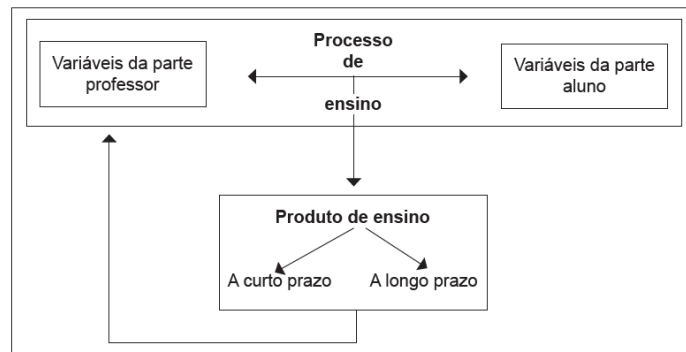 Processo
de
ensino
Variáveis da parte
professor
Variáveis da parte
aluno
Produto de ensino
A curto prazo
A longo prazo